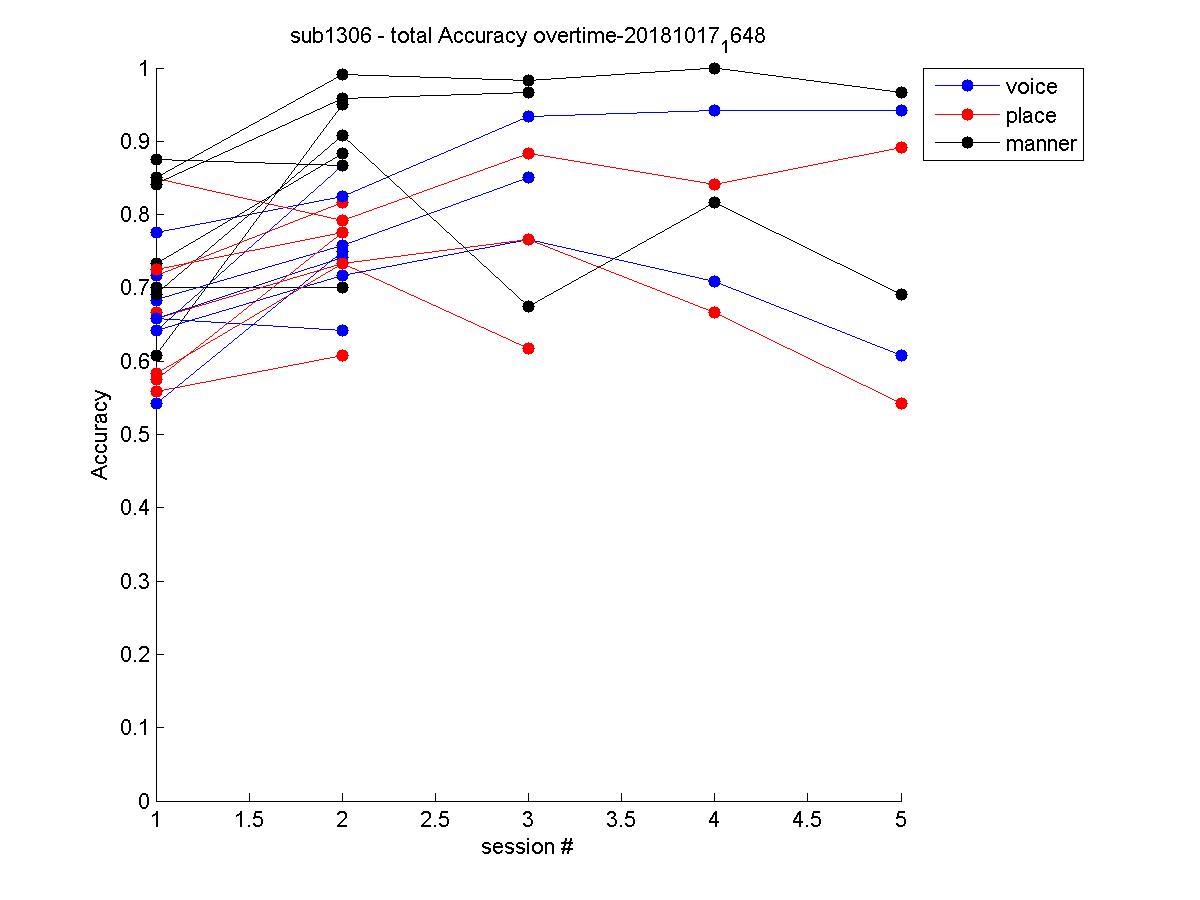 sub1306 - total Accuracy overtime-20181017₁648
voice
place
manner
1
0.9
0.8
0.7
0.6
0.5
0.4
0.3
0.2
0.1
0
Accuracy
1 1.5 2 2.5 3 3.5 4 4.5 5
session #